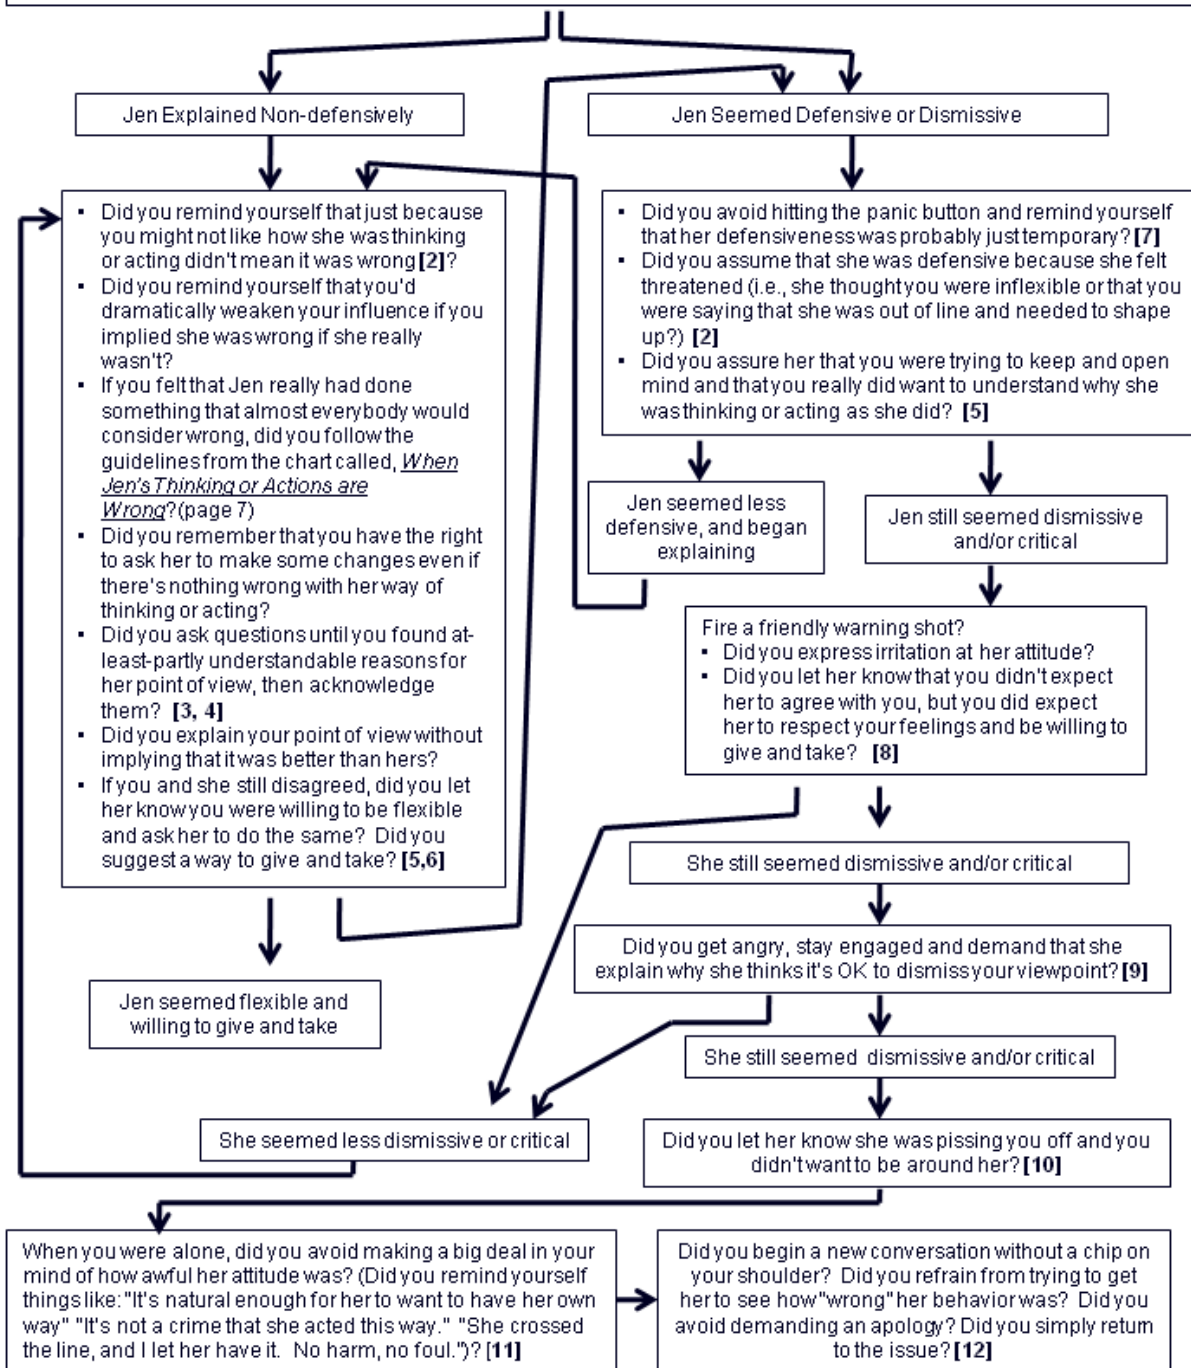 Jen Explained Non-defensively
Jen Seemed Defensive or Dismissive
▪ Did you remind yourself that just because
you might not like how she was thinking
or acting didn't mean it was wrong [2]?
▪ Did you remind yourself that you'd
dramatically weaken your influence if you
implied she was wrong if she really
wasn't?
▪ If you felt that Jen really had done
something that almost everybody would
consider wrong, did you follow the
guidelines from the chart called, When
Jen's Thinking or Actions are
Wrong?(page 7)
▪ Did you remember that you have the right
to ask her to make some changes even if
there's nothing wrong with her way of
thinking or acting?
▪ Did you ask questions until you found at-
least-partly understandable reasons for
her point of view, then acknowledge
them? [3, 4]
▪ Did you explain your point of view without
implying that it was better than hers?
▪ If you and she still disagreed, did you let
her know you were willing to be flexible
and ask her to do the same? Did you
suggest a way to give and take? [5,6]
▪ Did you avoid hitting the panic button and remind yourself
that her defensiveness was probably just temporary? [7]
▪ Did you assume that she was defensive because she felt
threatened (i.e., she thought you were inflexible or that you
were saying that she was out of line and needed to shape
up?) [2]
▪ Did you assure her that you were trying to keep and open
mind and that you really did want to understand why she
was thinking or acting as she did? [5]
Jen seemed less
defensive, and began
explaining
Jen still seemed dismissive
and/or critical
Fire a friendly warning shot?
▪ Did you express irritation at her attitude?
▪ Did you let her know that you didn't expect
her to agree with you, but you did expect
her to respect your feelings and be willing to
give and take? [8]
She still seemed dismissive and/or critical
Did you get angry, stay engaged and demand that she
explain why she thinks it's OK to dismiss your viewpoint? [9]
Jen seemed flexible and
willing to give and take
She still seemed dismissive and/or critical
She seemed less dismissive or critical
Did you let her know she was pissing you off and you
didn't want to be around her? [10]
When you were alone, did you avoid making a big deal in your
mind of how awful her attitude was? (Did you remind yourself
things like: "It's natural enough for her to want to have her own
way" "It's not a crime that she acted this way." "She crossed
the line, and I let her have it. No harm, no foul.")? [11]
Did you begin a new conversation without a chip on
your shoulder? Did you refrain from trying to get
her to see how "wrong" her behavior was? Did you
avoid demanding an apology? Did you simply return
to the issue? [12]